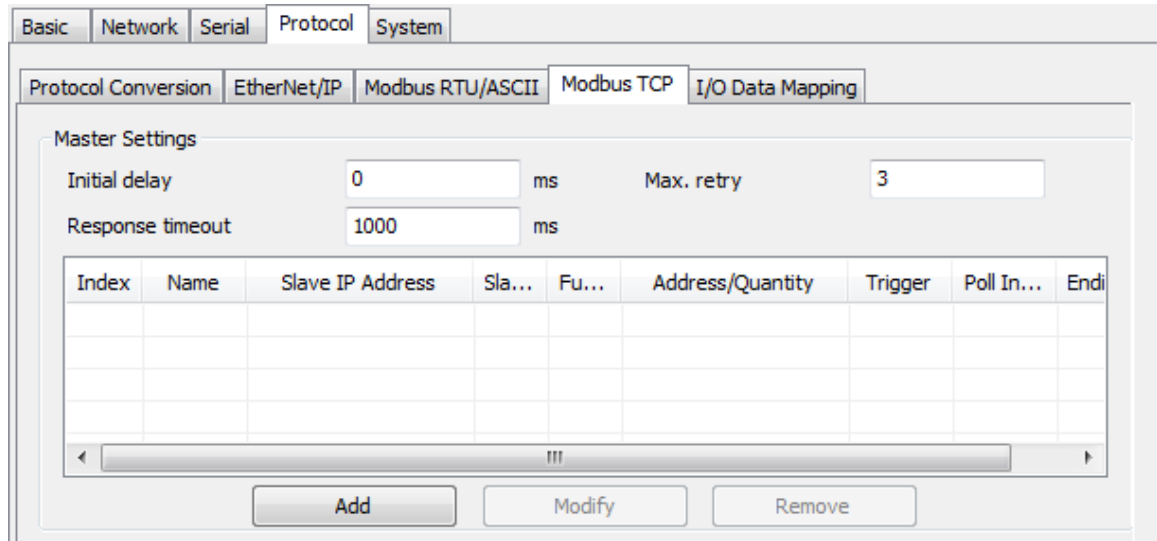 Basic Network Serial Protocol System
Protocol Conversion EtherNet/IP Modbus RTU/ASCII Modbus TCP I/O Data Mapping
Master Settings
Initial delay 0 ms Max. retry 3
Response timeout 1000 ms
Index Name Slave IP Address Sla... Fu... Address/Quantity Trigger Poll In... Endi
Add Modify Remove